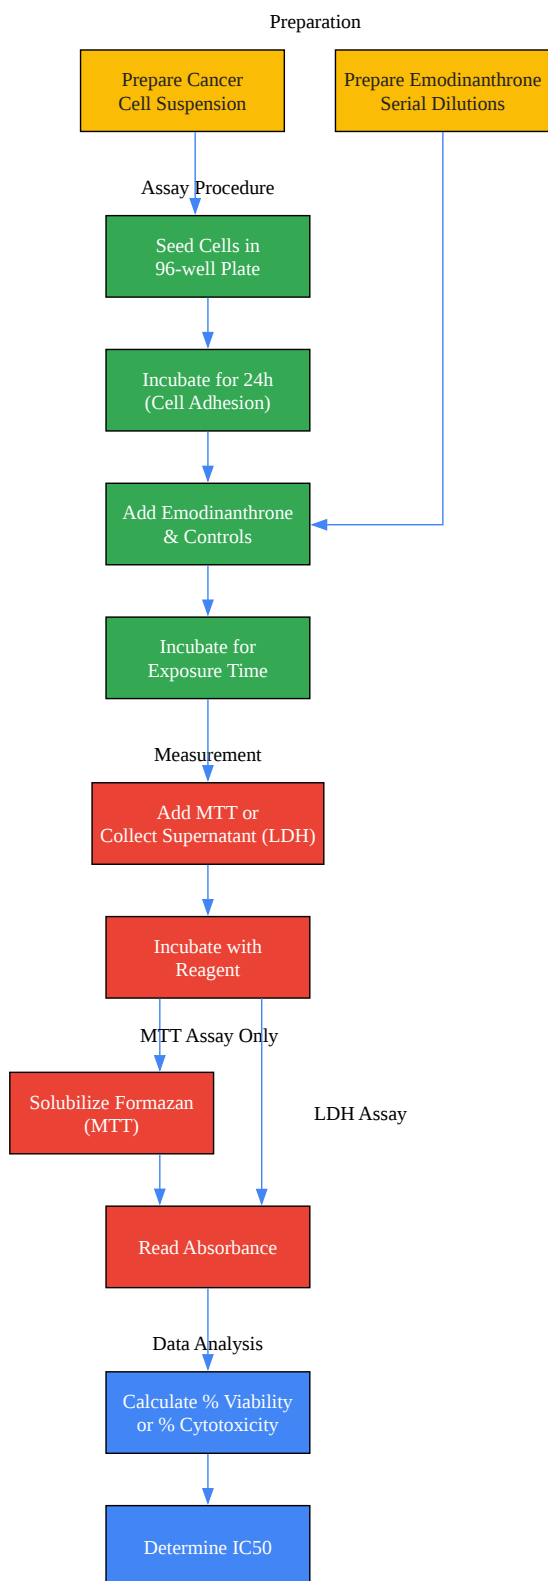 Preparation
Prepare Cancer
Cell Suspension
Prepare Emodinanthrone
Serial Dilutions
Assay Procedure
Seed Cells in
96-well Plate
Incubate for 24h
(Cell Adhesion)
Add Emodinanthrone
& Controls
Incubate for
Exposure Time
Measurement
Add MTT or
Collect Supernatant (LDH)
Incubate with
Reagent
MTT Assay Only
Solubilize Formazan
(MTT)
LDH Assay
Read Absorbance
Data Analysis
Calculate % Viability
or % Cytotoxicity
Determine IC50